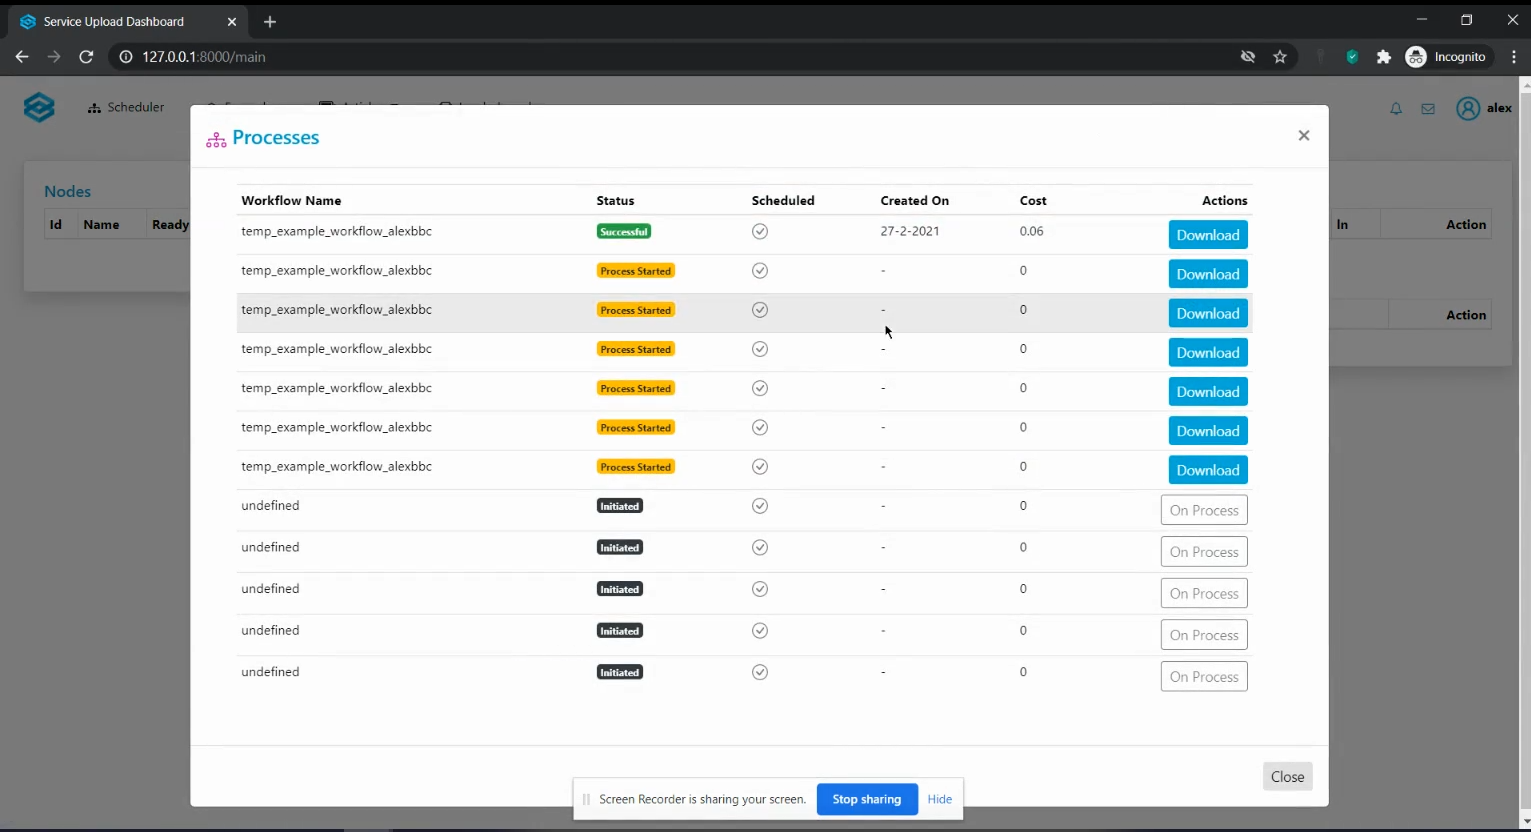 Service Upload Dashboard
127.0.0.1:8000/main
Incognito
Scheduler
alex
Processes
Nodes
Id Name Ready
In Action
Action
Workflow Name Status Scheduled Created On Cost Actions
temp_example_workflow_alexbbc Successful 27-2-2021 0.06 Download
temp_example_workflow_alexbbc Process Started - 0 Download
temp_example_workflow_alexbbc Process Started - 0 Download
temp_example_workflow_alexbbc Process Started - 0 Download
temp_example_workflow_alexbbc Process Started - 0 Download
temp_example_workflow_alexbbc Process Started - 0 Download
temp_example_workflow_alexbbc Process Started - 0 Download
undefined Initiated - 0 On Process
undefined Initiated - 0 On Process
undefined Initiated - 0 On Process
undefined Initiated - 0 On Process
undefined Initiated - 0 On Process
Close
Screen Recorder is sharing your screen. Stop sharing Hide